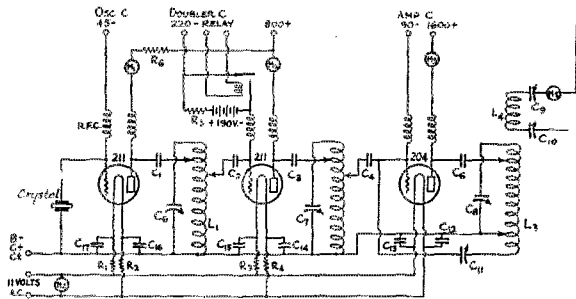 OSC C DOUBLER C AMP C
45- 220- RELAY 800+ 90- 1600+
R6
R5 +190V-
R.F.C.
L4 C9
C10
211 C1 C2 211 C3 C4 204 C6
Crystal
C5 L1 C7 C8 L3
C17 C16 C15 C14 C13 C12
B-
C+
R1 R2 R3 R4 C11
11 VOLTS
A.C.